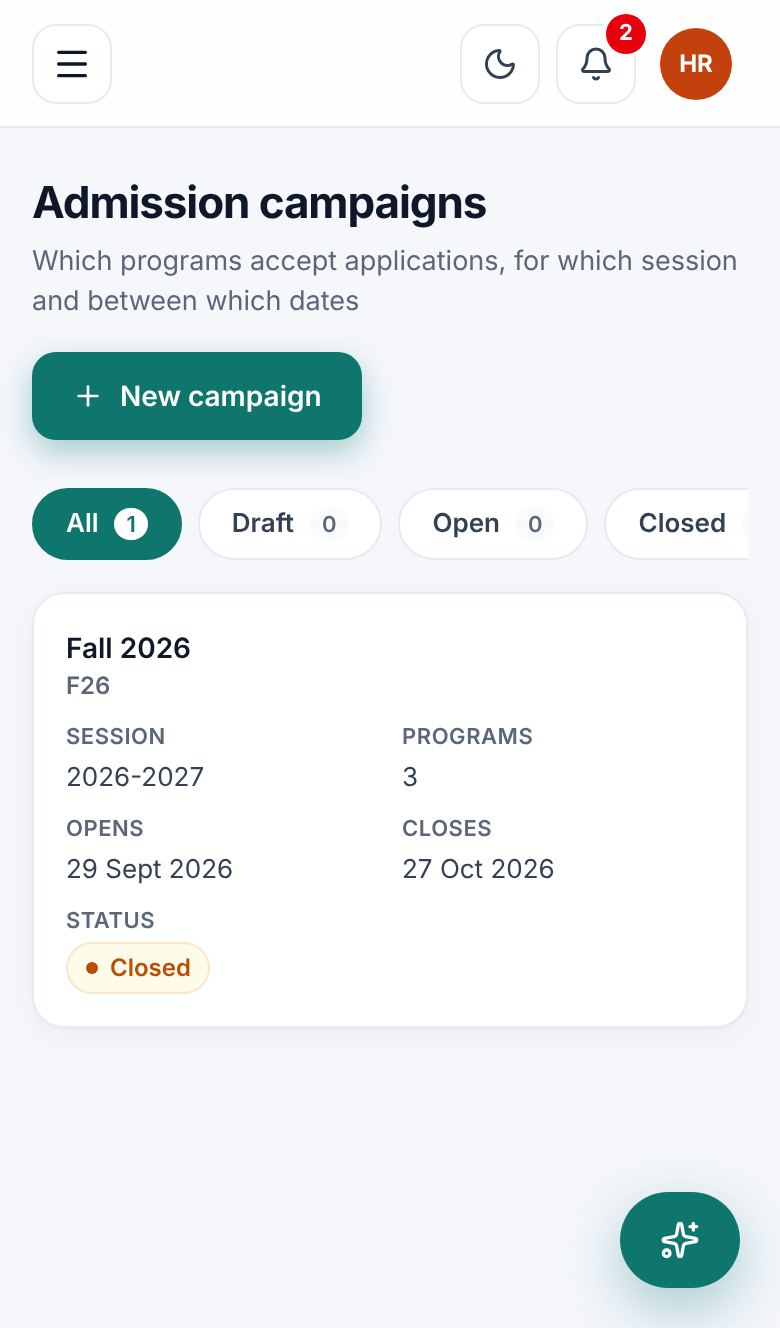 2
HR
Admission campaigns
Which programs accept applications, for which session
and between which dates
New campaign
All 1
Draft 0
Open 0
Closed
Fall 2026
F26
SESSION
PROGRAMS
2026-2027
3
OPENS
CLOSES
29 Sept 2026
27 Oct 2026
STATUS
Closed